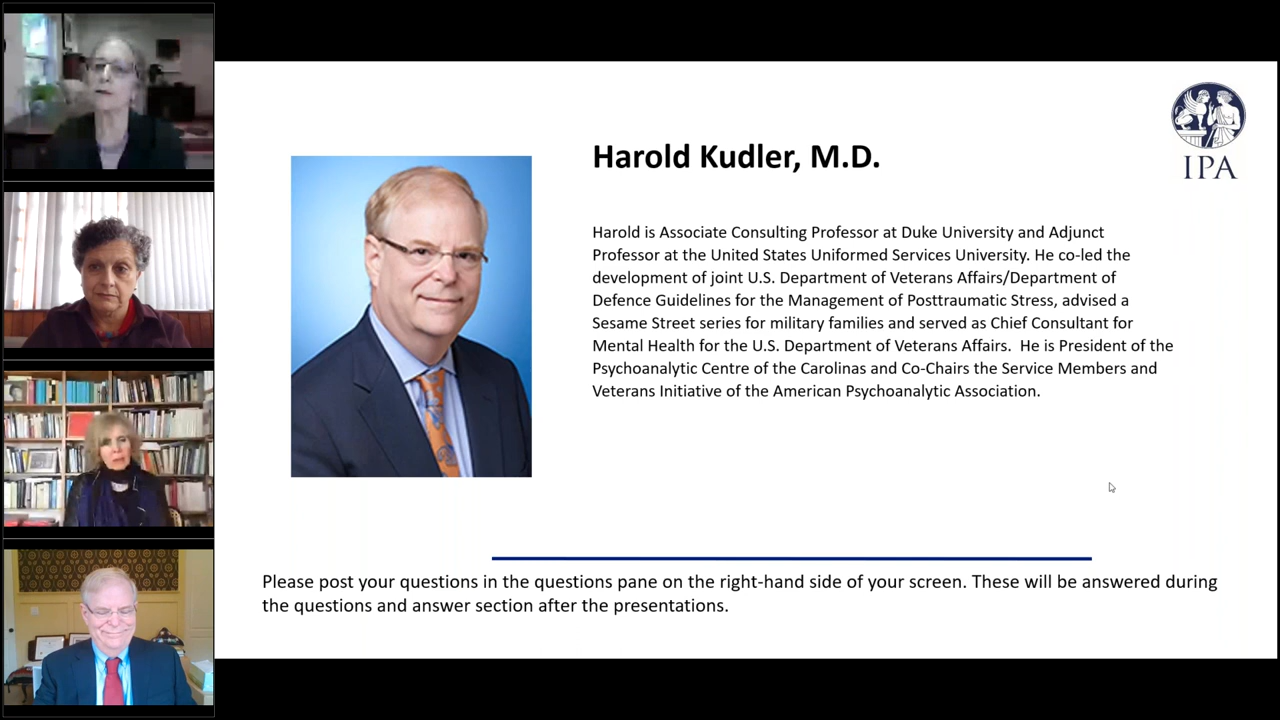 IPA
Harold Kudler, M.D.
Harold is Associate Consulting Professor at Duke University and Adjunct
Professor at the United States Uniformed Services University. He co-led the
development of joint U.S. Department of Veterans Affairs/Department of
Defence Guidelines for the Management of Posttraumatic Stress, advised a
Sesame Street series for military families and served as Chief Consultant for
Mental Health for the U.S. Department of Veterans Affairs.  He is President of the
Psychoanalytic Centre of the Carolinas and Co-Chairs the Service Members and
Veterans Initiative of the American Psychoanalytic Association.
Please post your questions in the questions pane on the right-hand side of your screen. These will be answered during
the questions and answer section after the presentations.